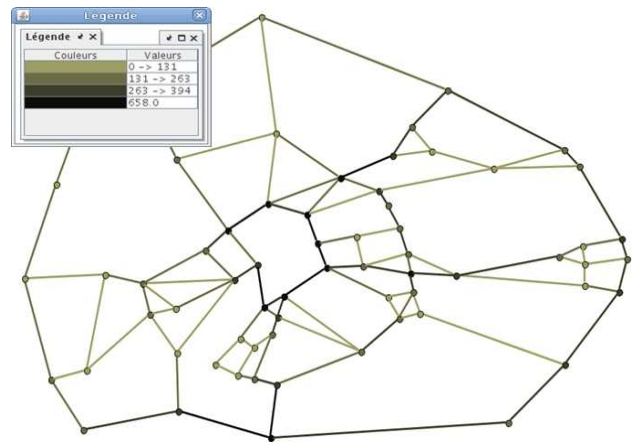 Légende
Légende
Couleurs Valeurs
0 -> 131
131 -> 263
263 -> 394
658.0